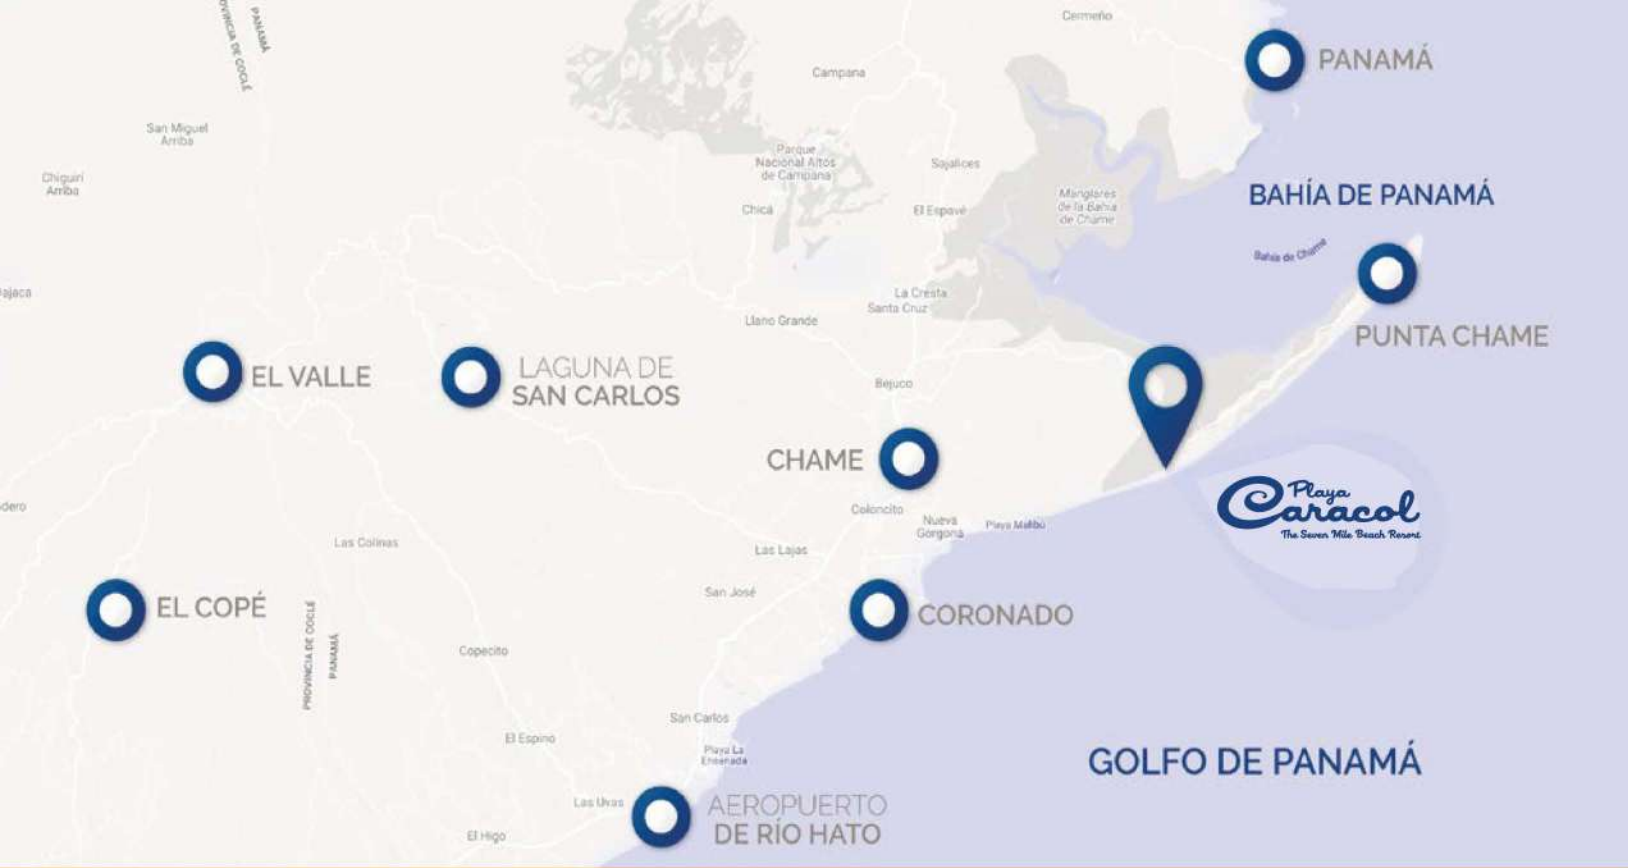 PANAMÁ
PROVINCIA DE COCLÉ
Cermeño
PANAMÁ
Campana
San Miguel
Arriba
Parque
Nacional Altos
de Campana
Sajalices
Chiguirí
Arriba
Manglares
de la Bahía
de Chame
BAHÍA DE PANAMÁ
Chicá
El Espavé
Bahía de Chame
La Cresta
Santa Cruz
Llano Grande
PUNTA CHAME
EL VALLE
LAGUNA DE
SAN CARLOS
Bejuco
CHAME
Playa
Caracol
The Seven Mile Beach Resort
Coloncito
Nueva
Gorgona
Playa Malibú
Las Colinas
Las Lajas
San José
EL COPÉ
CORONADO
PROVINCIA DE COCLÉ
PANAMÁ
Copecito
San Carlos
El Espino
Playa La
Ensenada
GOLFO DE PANAMÁ
Las Uvas
AEROPUERTO
DE RÍO HATO
El Higo